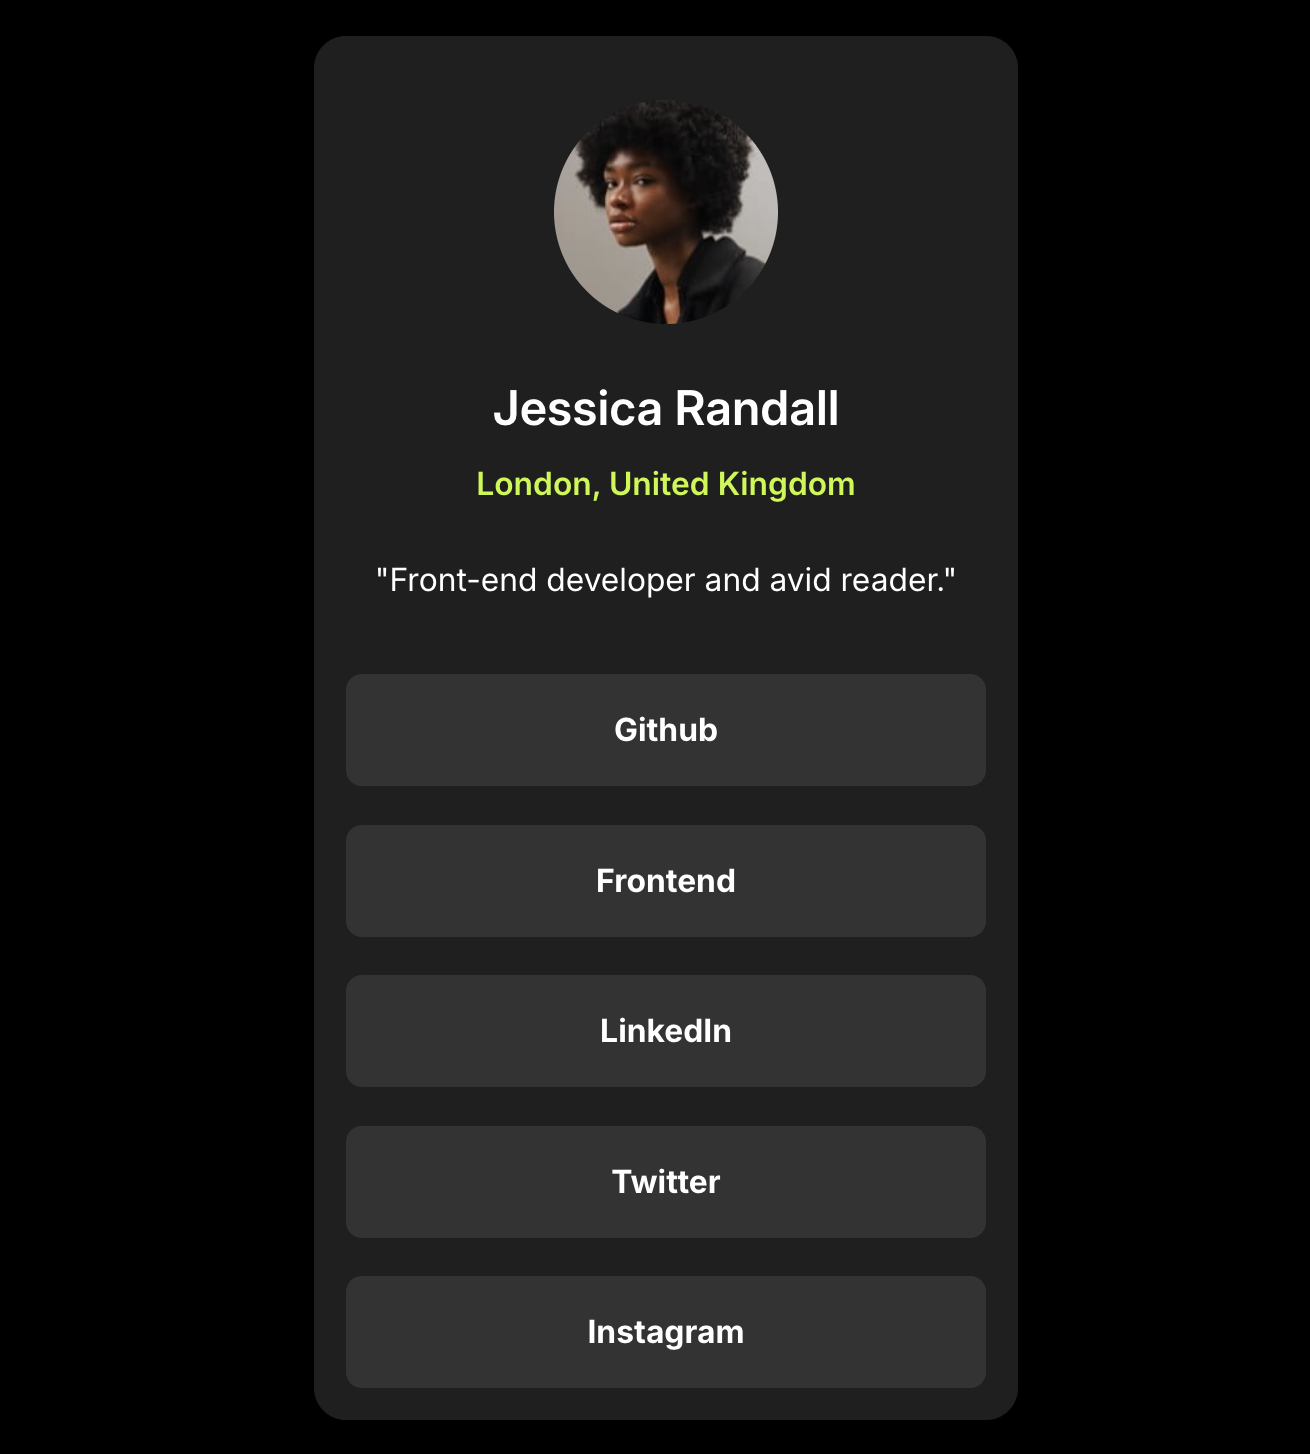 Jessica Randall
London, United Kingdom
"Front-end developer and avid reader."
Github
Frontend
LinkedIn
Twitter
Instagram